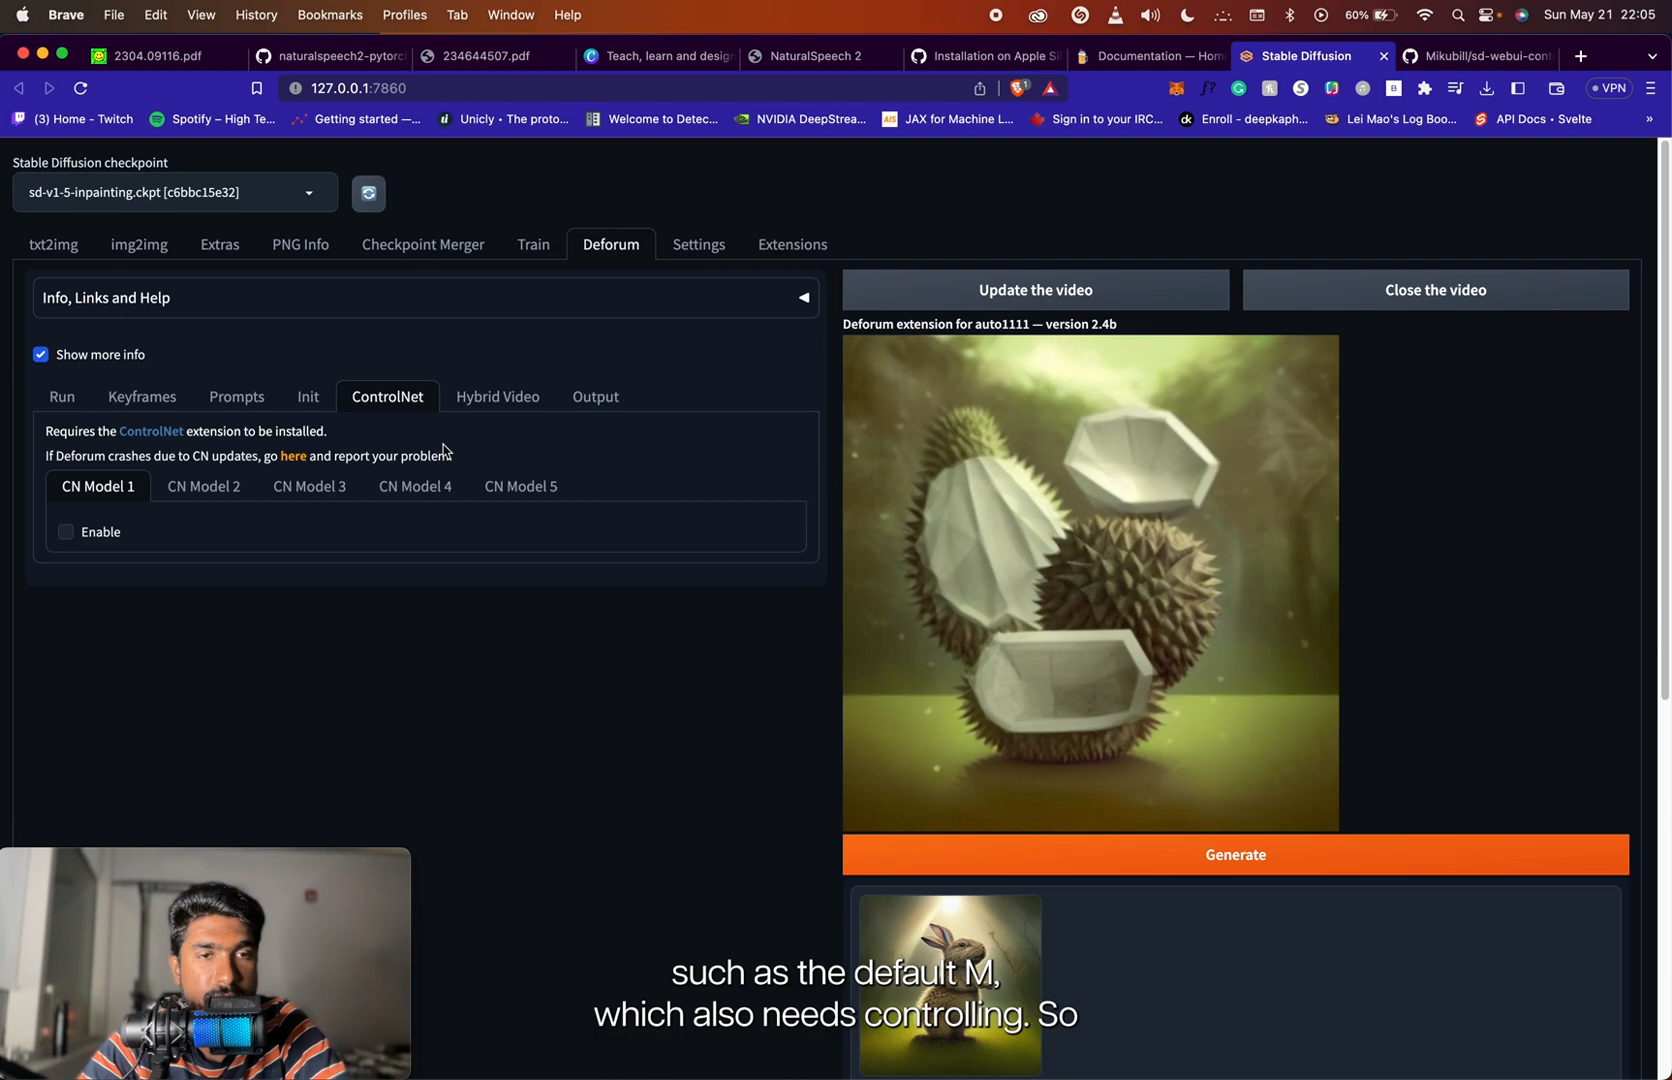 Brave File Edit View History Bookmarks Profiles Tab Window Help 60% Sun May 21 22:05
2304.09116.pdf naturalspeech2-pytorc 234644507.pdf Teach, learn and design NaturalSpeech 2 Installation on Apple Si Documentation — Hom Stable Diffusion Mikubill/sd-webui-cont
127.0.0.1:7860 VPN
(3) Home - Twitch Spotify – High Te... Getting started —... Unicly • The proto... Welcome to Detec... NVIDIA DeepStrea... JAX for Machine L... Sign in to your IRC... Enroll - deepkaph... Lei Mao's Log Boo... API Docs • Svelte »
Stable Diffusion checkpoint
sd-v1-5-inpainting.ckpt [c6bbc15e32]
txt2img img2img Extras PNG Info Checkpoint Merger Train Deforum Settings Extensions
Info, Links and Help
Update the video Close the video
Deforum extension for auto1111 — version 2.4b
Show more info
Run Keyframes Prompts Init ControlNet Hybrid Video Output
Requires the ControlNet extension to be installed.
If Deforum crashes due to CN updates, go here and report your problem.
CN Model 1 CN Model 2 CN Model 3 CN Model 4 CN Model 5
Enable
Generate
such as the default M,
which also needs controlling. So